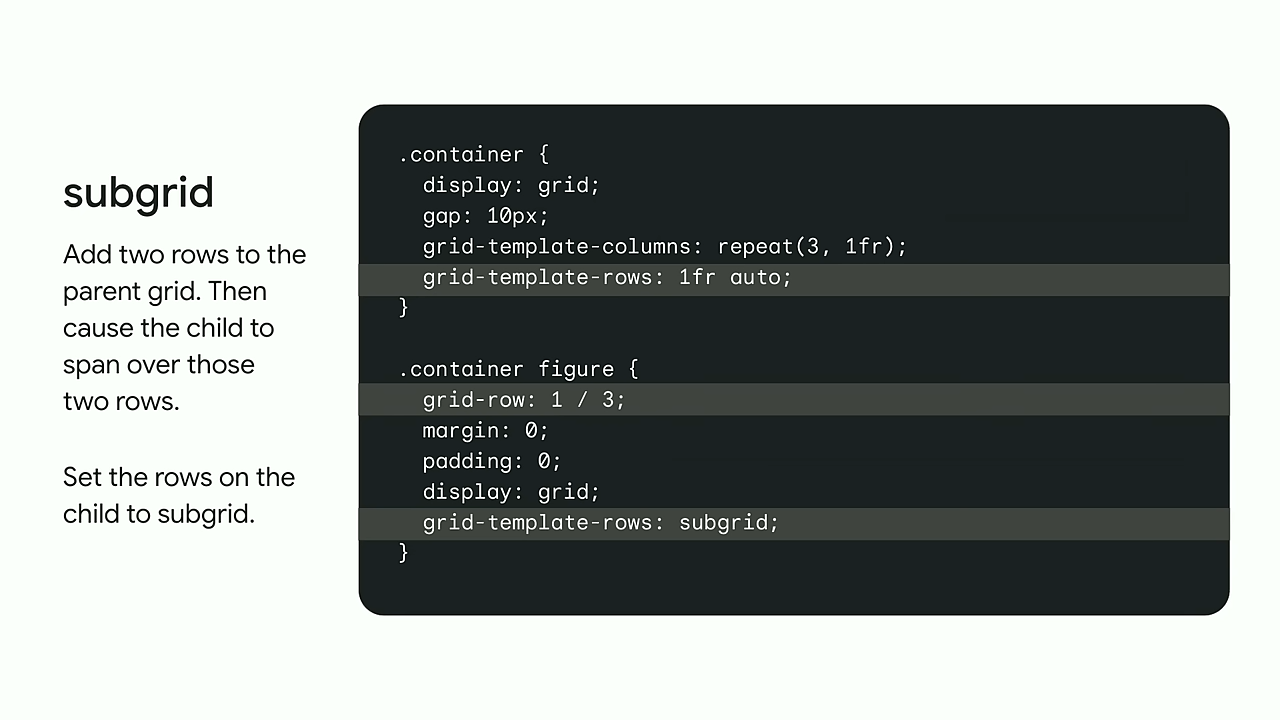 subgrid
Add two rows to the
parent grid. Then
cause the child to
span over those
two rows.
Set the rows on the
child to subgrid.
.container {
  display: grid;
  gap: 10px;
  grid-template-columns: repeat(3, 1fr);
  grid-template-rows: 1fr auto;
}
.container figure {
  grid-row: 1 / 3;
  margin: 0;
  padding: 0;
  display: grid;
  grid-template-rows: subgrid;
}